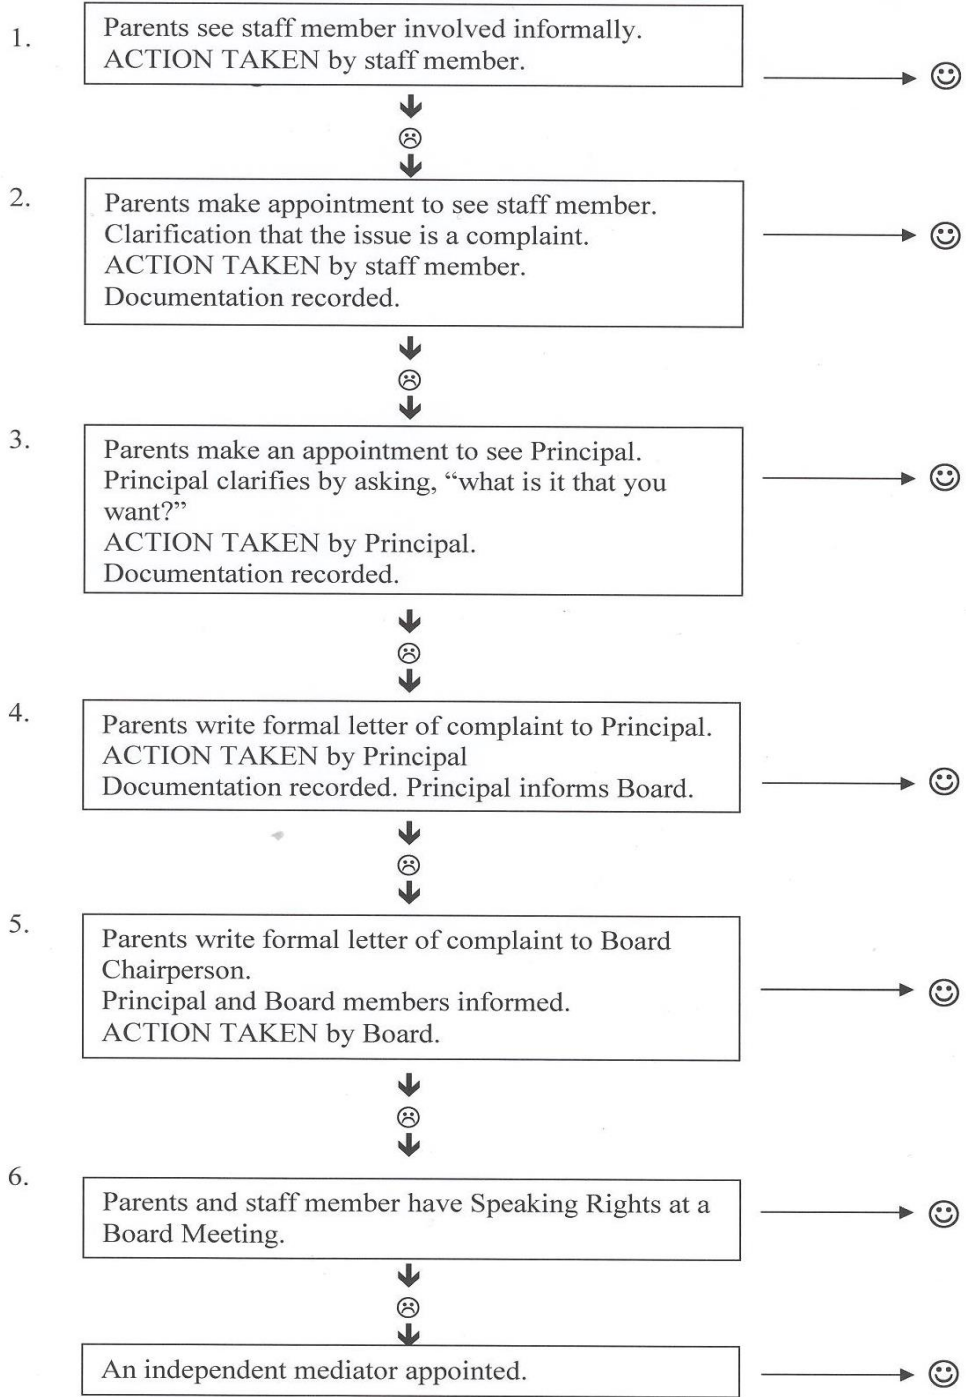 1.
Parents see staff member involved informally.
ACTION TAKEN by staff member.
2.
Parents make appointment to see staff member.
Clarification that the issue is a complaint.
ACTION TAKEN by staff member.
Documentation recorded.
3.
Parents make an appointment to see Principal.
Principal clarifies by asking, “what is it that you
want?”
ACTION TAKEN by Principal.
Documentation recorded.
4.
Parents write formal letter of complaint to Principal.
ACTION TAKEN by Principal
Documentation recorded. Principal informs Board.
5.
Parents write formal letter of complaint to Board
Chairperson.
Principal and Board members informed.
ACTION TAKEN by Board.
6.
Parents and staff member have Speaking Rights at a
Board Meeting.
An independent mediator appointed.